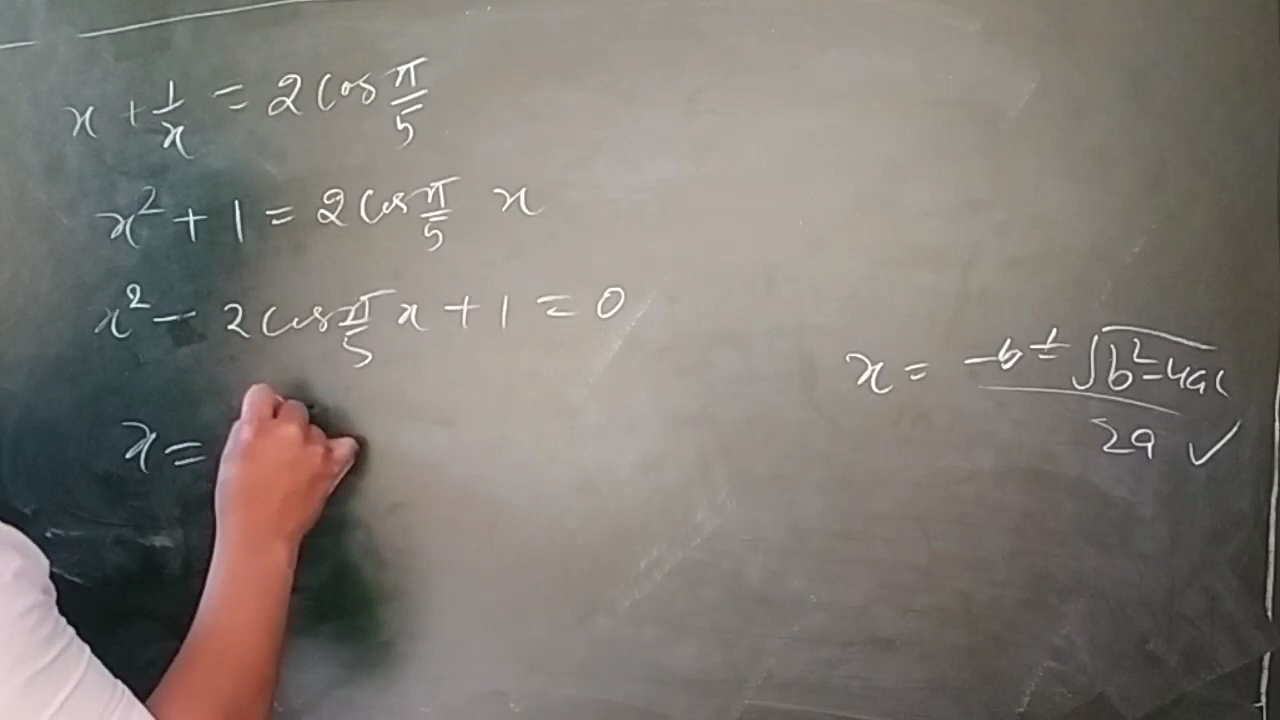 x + 1/x = 2 cos π/5
x² + 1 = 2 cos π/5 x
x² - 2 cos π/5 x + 1 = 0
x =
x = -b ± √b² - 4ac / 2a ✓